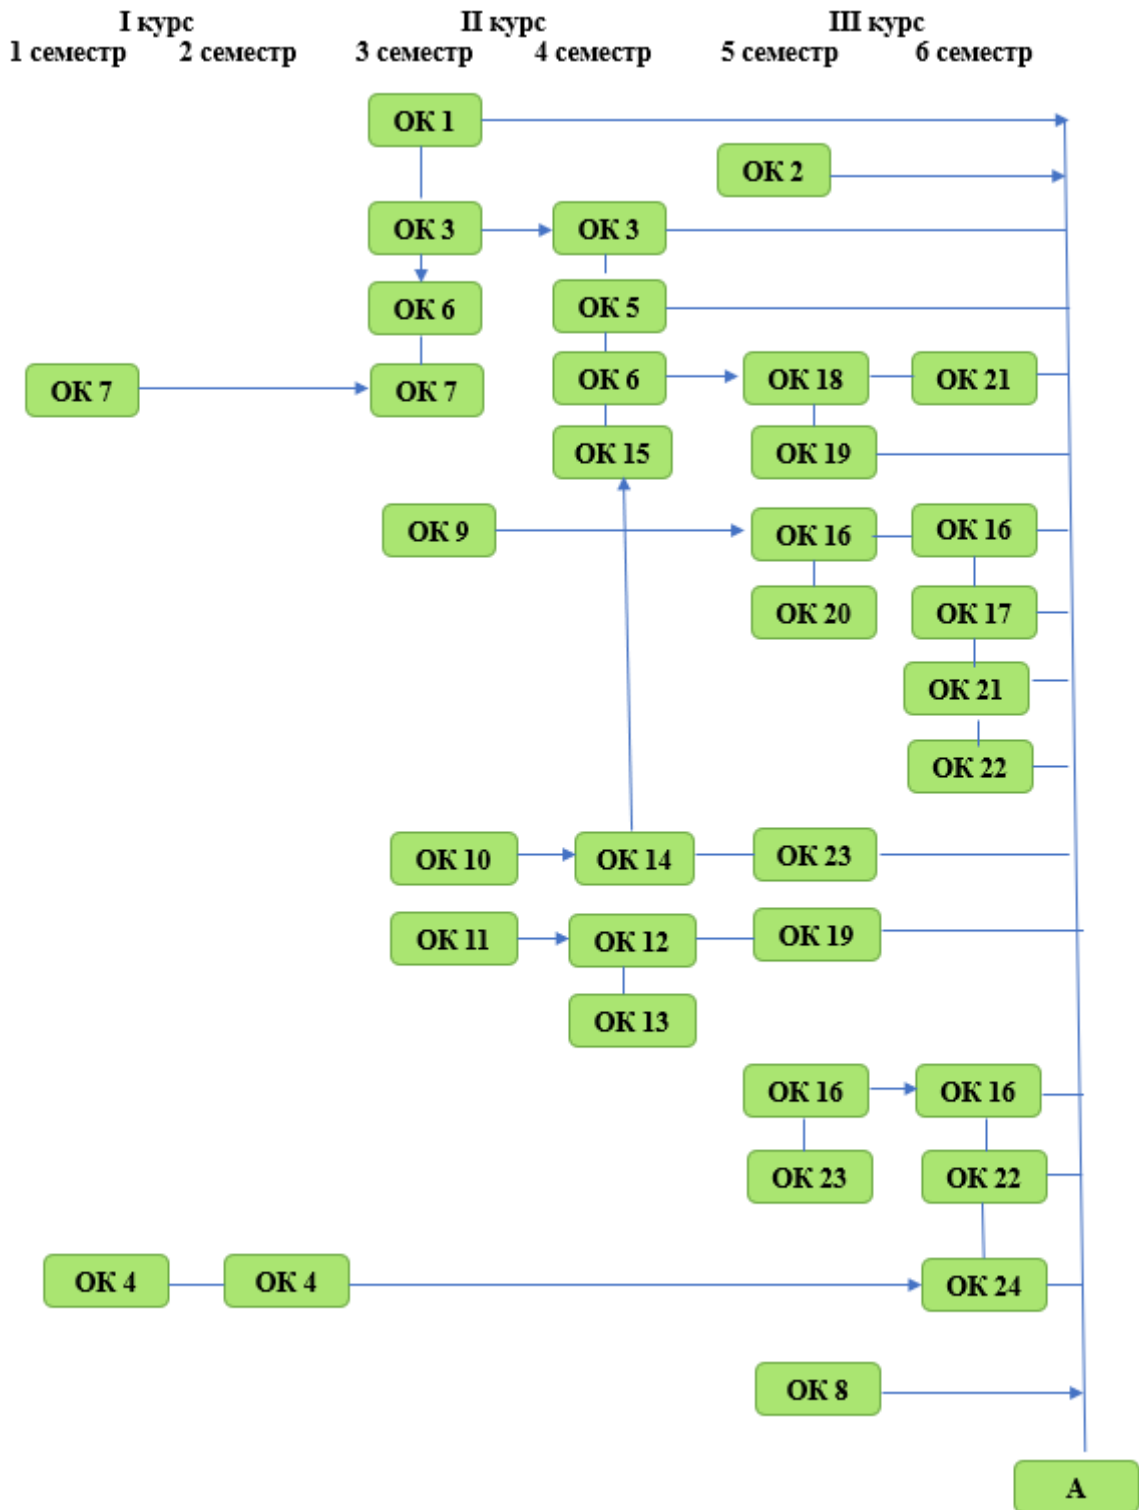 I курс II курс III курс
1 семестр 2 семестр 3 семестр 4 семестр 5 семестр 6 семестр
ОК 1
ОК 2
ОК 3 ОК 3
ОК 6 ОК 5
ОК 7 ОК 7 ОК 6 ОК 18 ОК 21
ОК 15 ОК 19
ОК 9 ОК 16 ОК 16
ОК 20 ОК 17
ОК 21
ОК 22
ОК 10 ОК 14 ОК 23
ОК 11 ОК 12 ОК 19
ОК 13
ОК 16 ОК 16
ОК 23 ОК 22
ОК 4 ОК 4 ОК 24
ОК 8
А